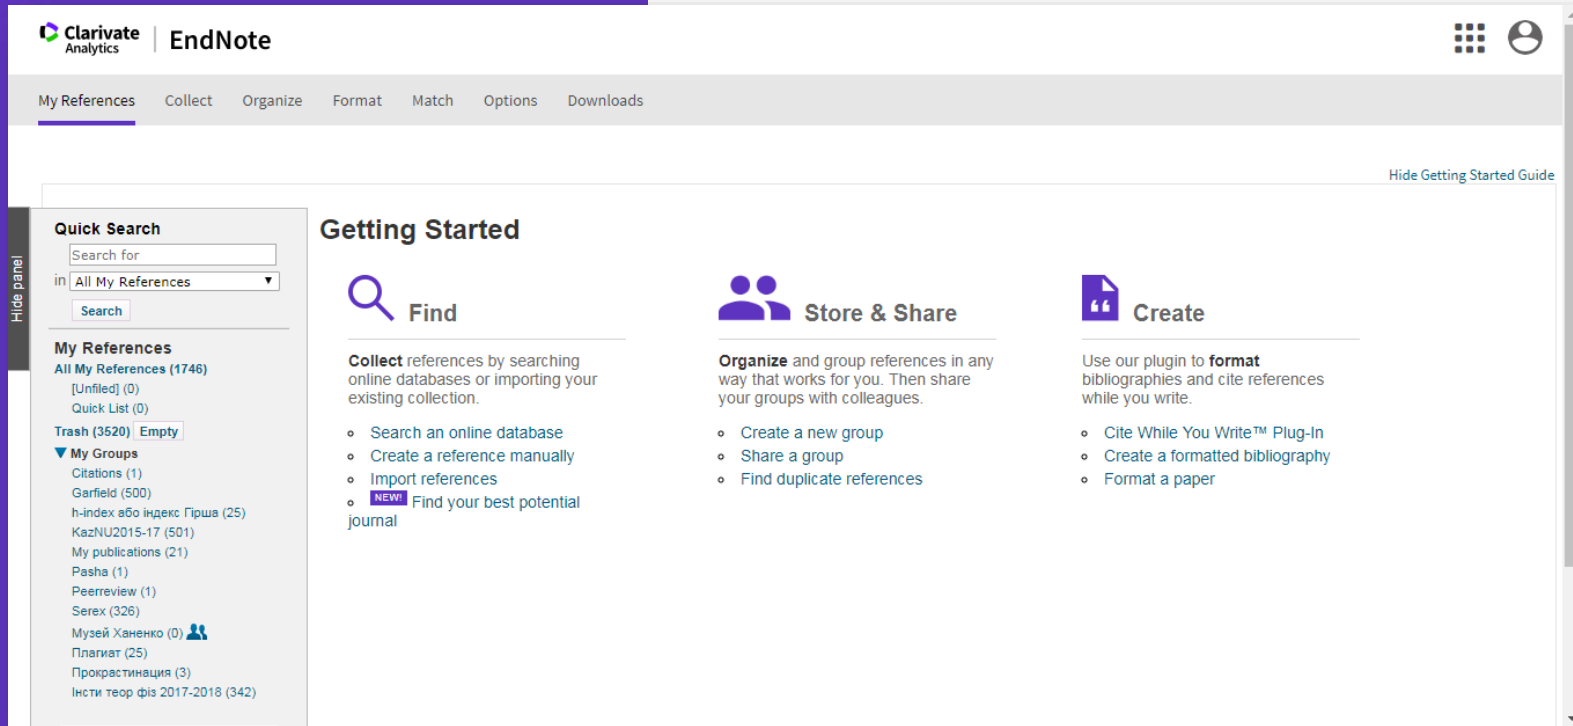 Clarivate
Analytics
EndNote
My References Collect Organize Format Match Options Downloads
Hide Getting Started Guide
Hide panel
Quick Search
Search for
in All My References
Search
My References
All My References (1746)
[Unfiled] (0)
Quick List (0)
Trash (3520) Empty
My Groups
Citations (1)
Garfield (500)
h-index або індекс Гірша (25)
KazNU2015-17 (501)
My publications (21)
Pasha (1)
Peerreview (1)
Serex (326)
Музей Ханенко (0)
Плагиат (25)
Прокрастинация (3)
Інсти теор фіз 2017-2018 (342)
Getting Started
Find
Collect references by searching
online databases or importing your
existing collection.
Search an online database
Create a reference manually
Import references
NEW! Find your best potential
journal
Store & Share
Organize and group references in any
way that works for you. Then share
your groups with colleagues.
Create a new group
Share a group
Find duplicate references
Create
Use our plugin to format
bibliographies and cite references
while you write.
Cite While You Write™ Plug-In
Create a formatted bibliography
Format a paper